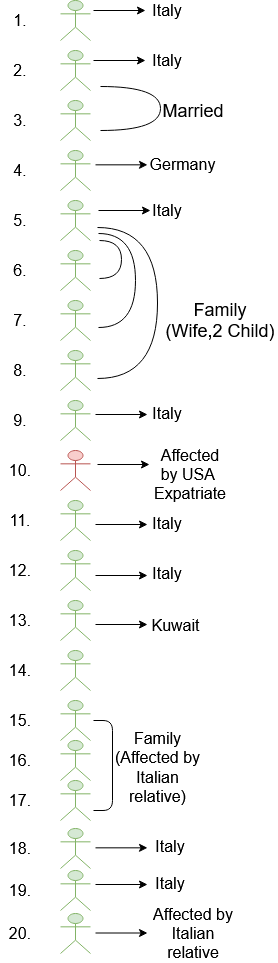 1. Italy
2. Italy
3. Married
4. Germany
5. Italy
6.
7. Family
(Wife,2 Child)
8.
9. Italy
10. Affected
by USA
Expatriate
11. Italy
12. Italy
13. Kuwait
14.
15. Family
16. (Affected by
Italian
17. relative)
18. Italy
19. Italy
20. Affected by
Italian
relative